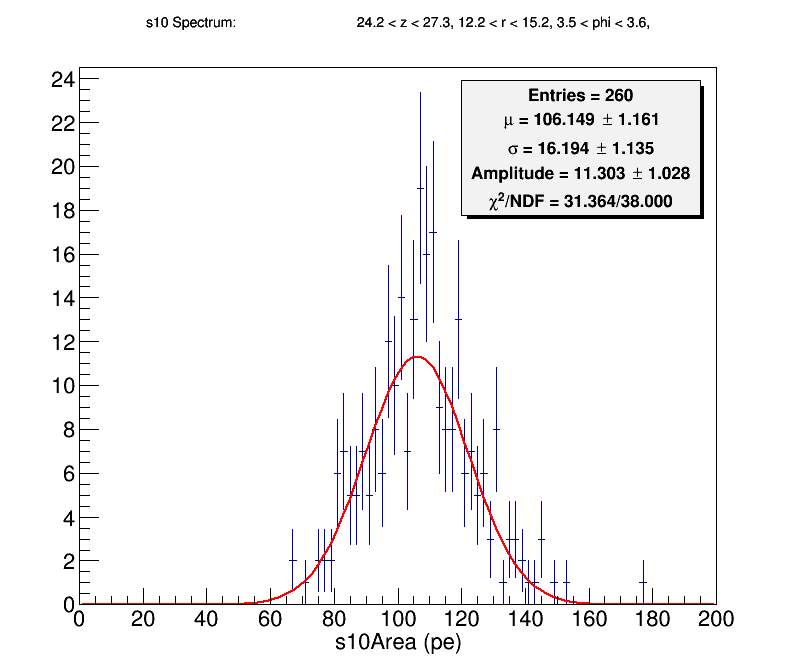 s10 Spectrum: 24.2 < z < 27.3, 12.2 < r < 15.2, 3.5 < phi < 3.6,
Entries = 260
μ = 106.149 ± 1.161
σ = 16.194 ± 1.135
Amplitude = 11.303 ± 1.028
χ²/NDF = 31.364/38.000
24
22
20
18
16
14
12
10
8
6
4
2
0
0 20 40 60 80 100 120 140 160 180 200
s10Area (pe)